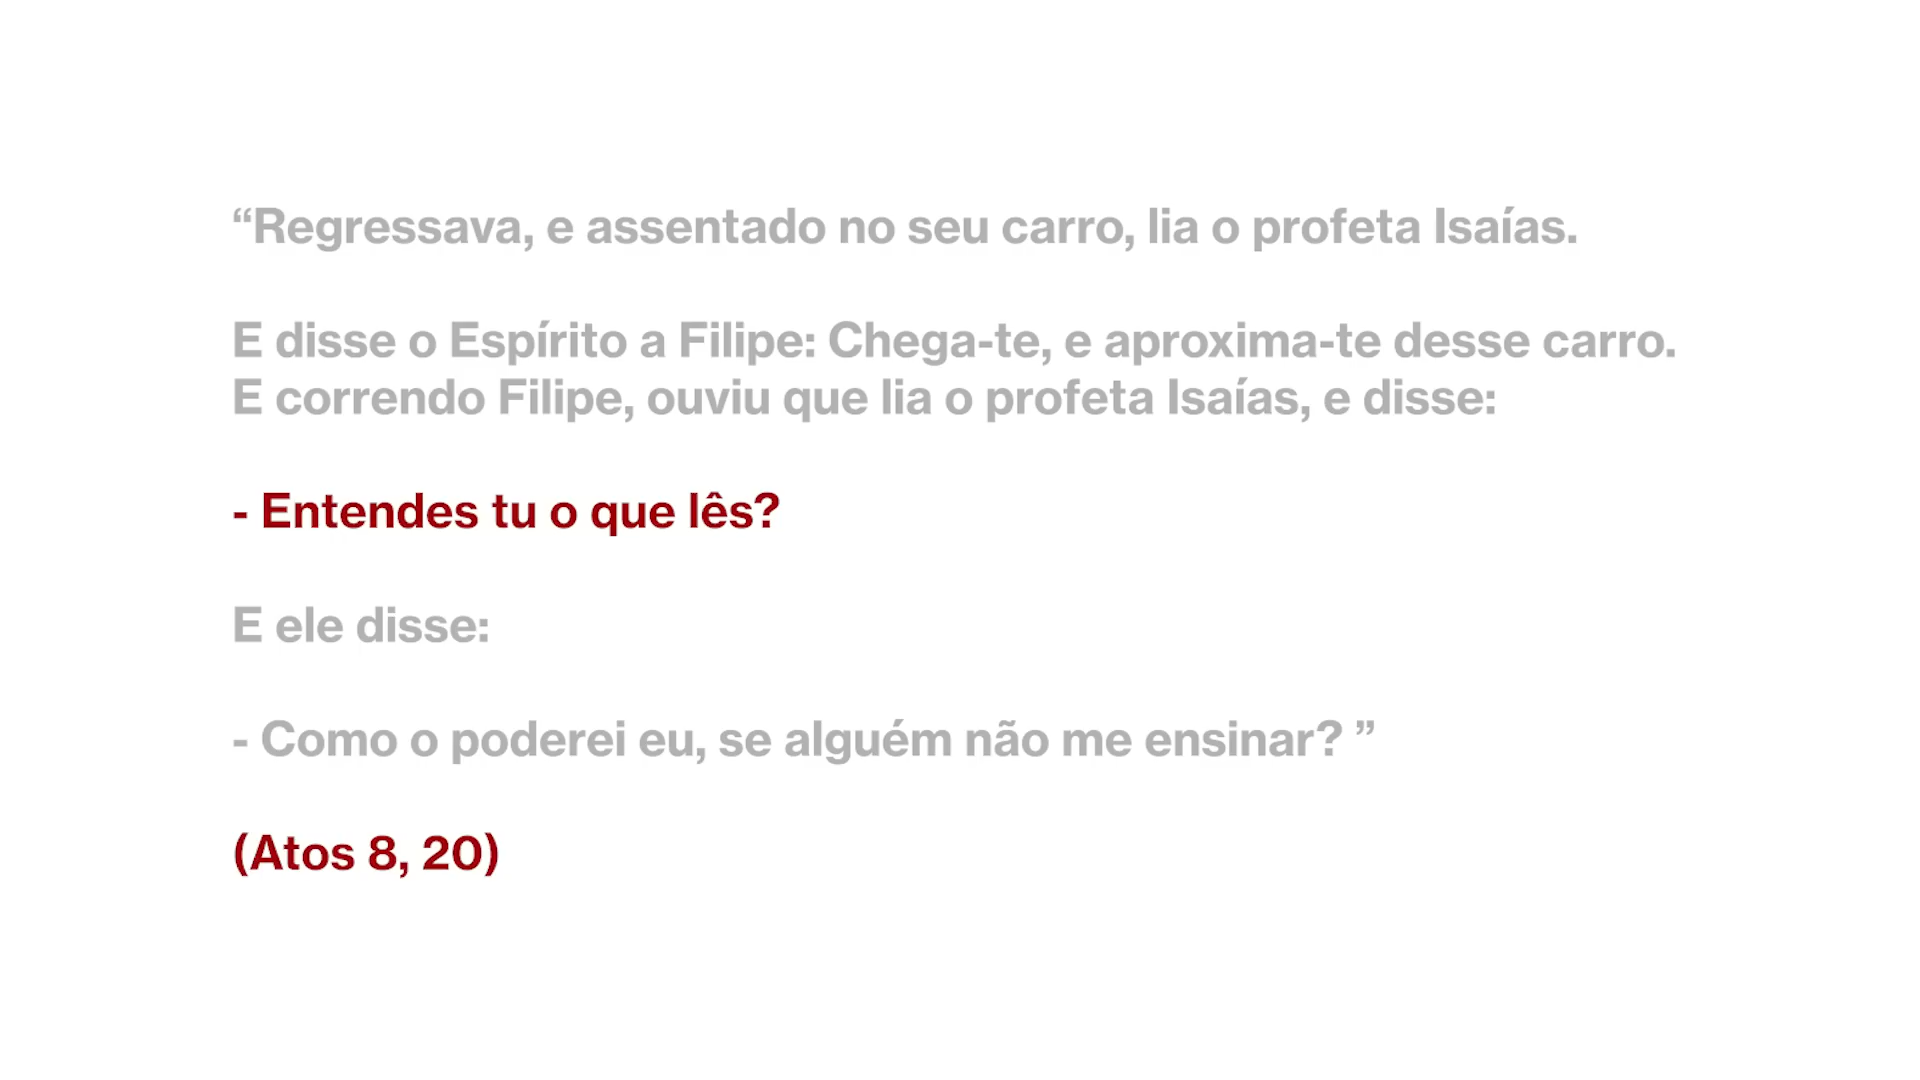 “Regressava, e assentado no seu carro, lia o profeta Isaías.
E disse o Espírito a Filipe: Chega-te, e aproxima-te desse carro.
E correndo Filipe, ouviu que lia o profeta Isaías, e disse:
- Entendes tu o que lês?
E ele disse:
- Como o poderei eu, se alguém não me ensinar? ”
(Atos 8, 20)